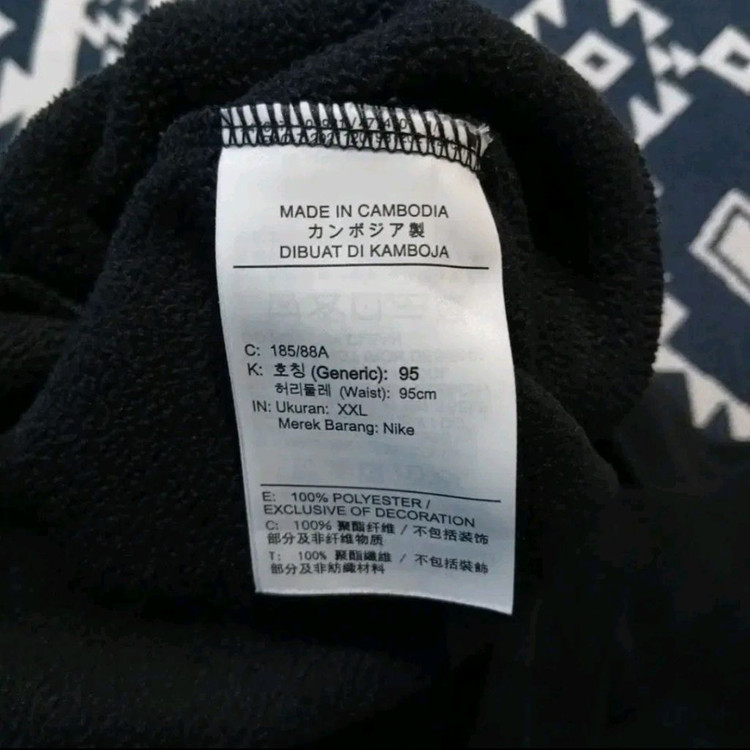 MADE IN CAMBODIA
カンボジア製
DIBUAT DI KAMBOJA
C: 185/88A
K: 호칭 (Generic): 95
허리둘레 (Waist): 95cm
IN: Ukuran: XXL
Merek Barang: Nike
E: 100% POLYESTER /
EXCLUSIVE OF DECORATION
C: 100% 聚酯纤维 / 不包括装饰
部分及非纤维物质
T: 100% 聚酯纖維 / 不包括裝飾
部分及非紡織材料